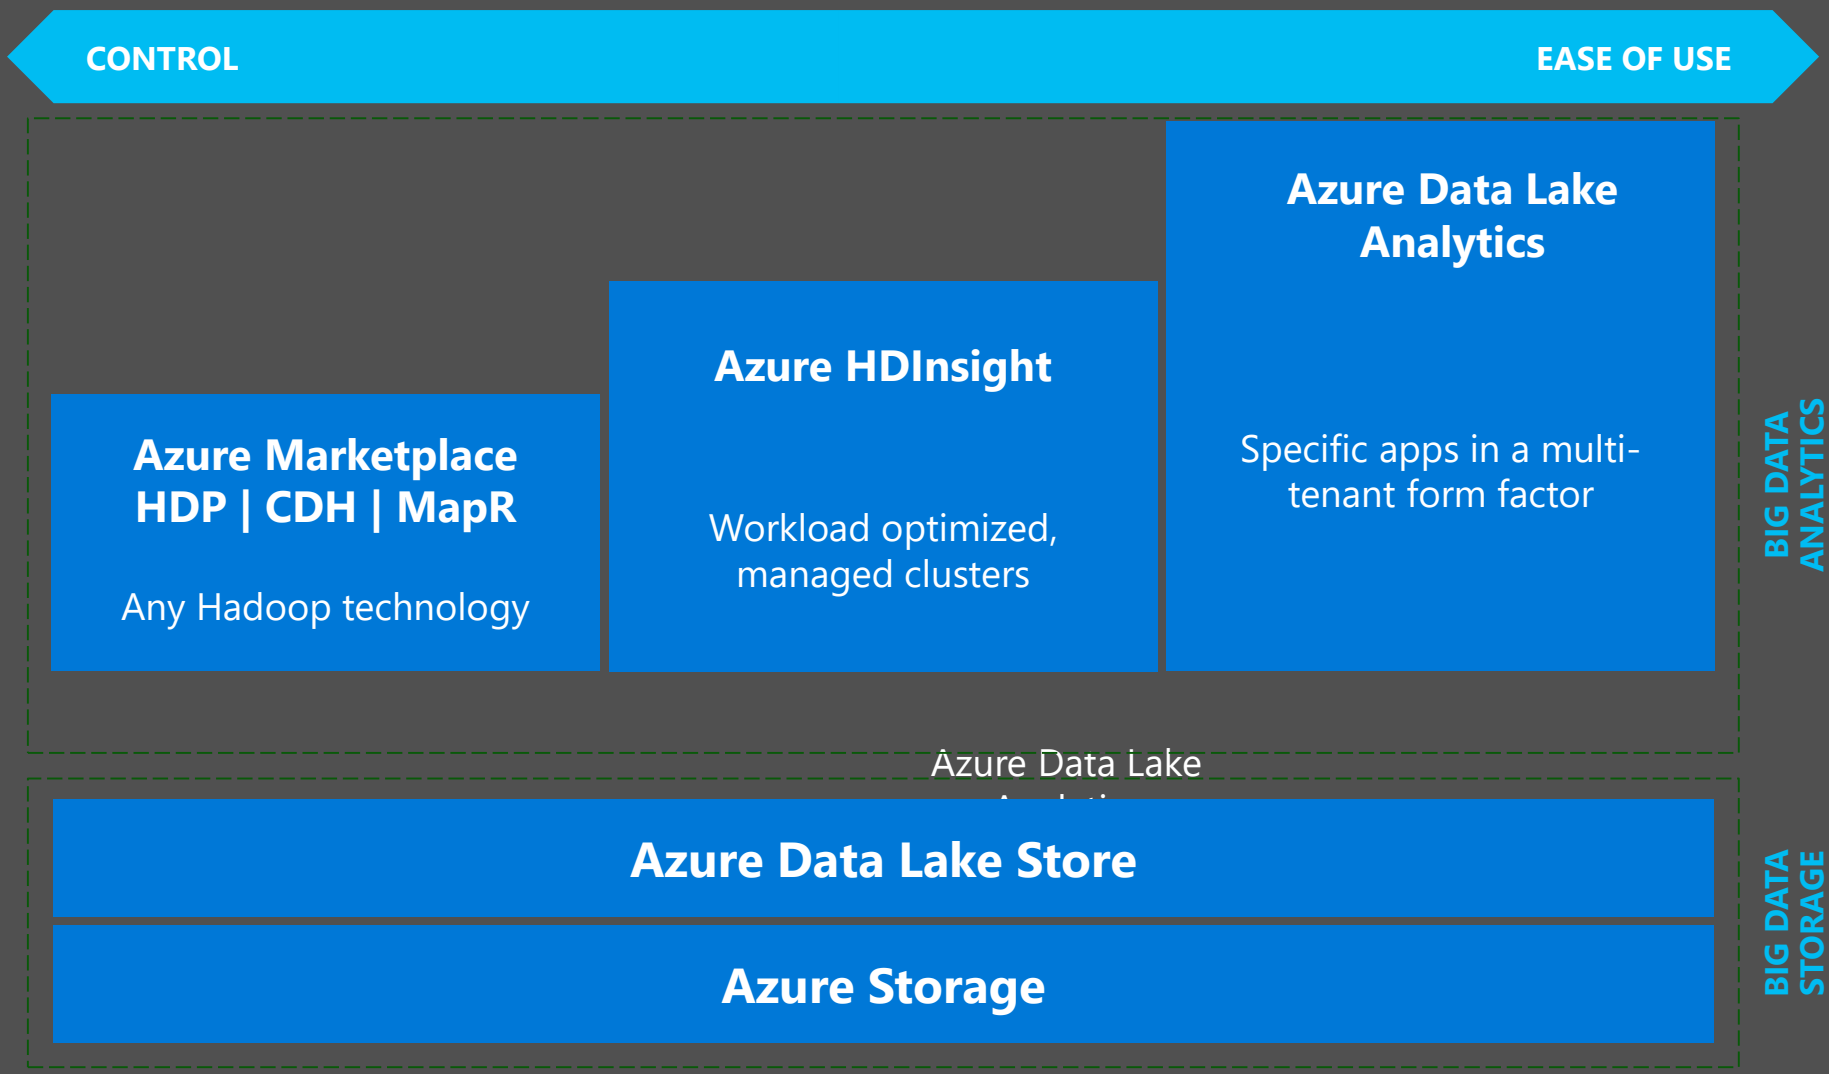 CONTROL
EASE OF USE
Azure Data Lake
Analytics
Azure HDInsight
Azure Marketplace
HDP | CDH | MapR
Specific apps in a multi-
tenant form factor
Workload optimized,
managed clusters
Any Hadoop technology
BIG DATA
ANALYTICS
Azure Data Lake
Azure Data Lake Store
Azure Storage
BIG DATA
STORAGE